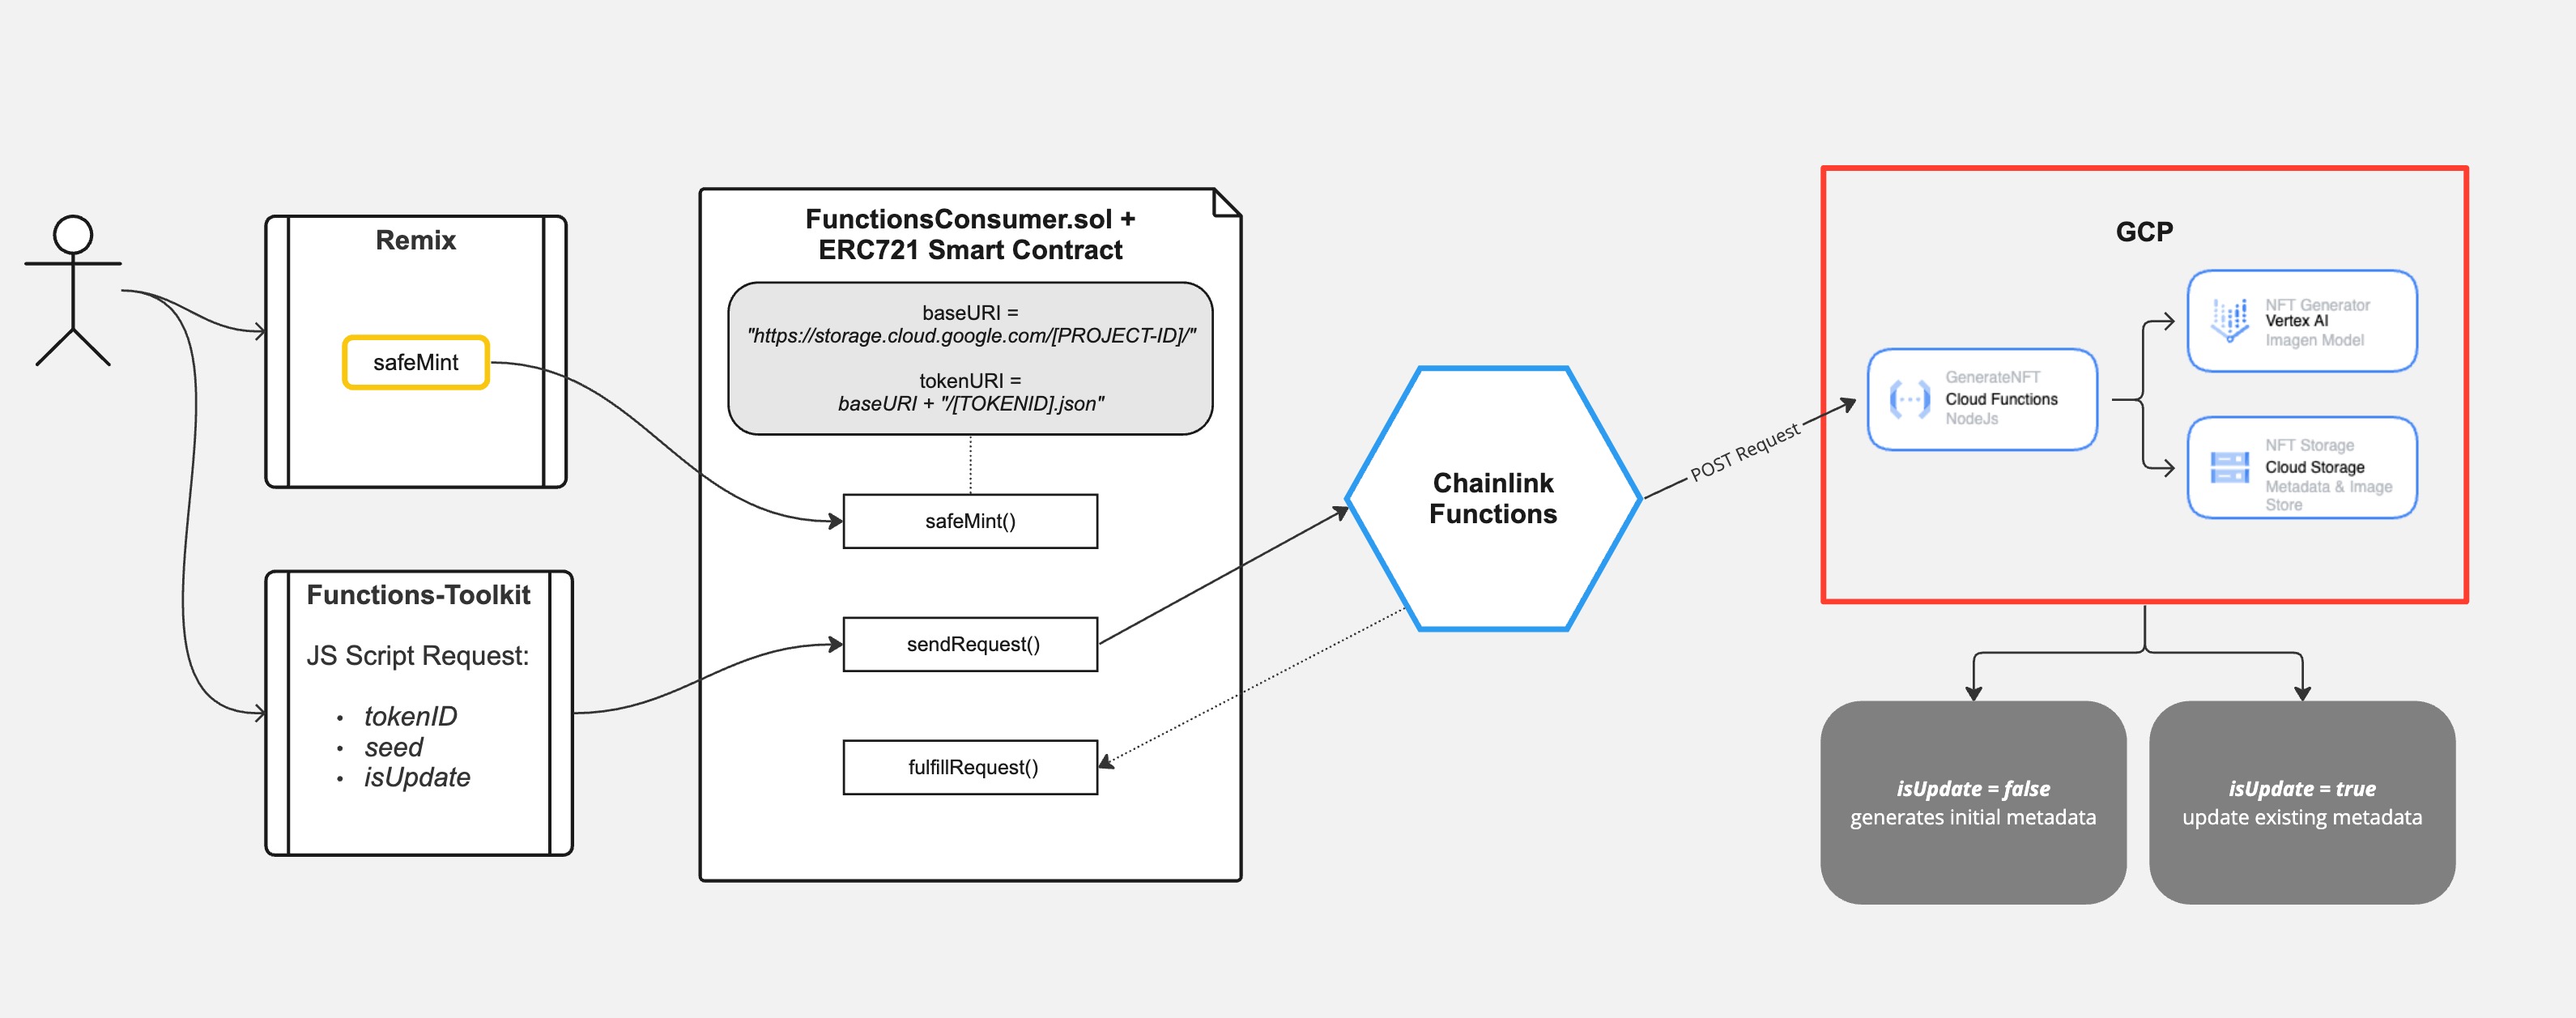 Remix
safeMint
Functions-Toolkit
JS Script Request:
• tokenID
• seed
• isUpdate
FunctionsConsumer.sol +
ERC721 Smart Contract
baseURI =
"https://storage.cloud.google.com/[PROJECT-ID]/"
tokenURI =
baseURI + "/[TOKENID].json"
safeMint()
sendRequest()
fulfillRequest()
Chainlink
Functions
POST Request
GCP
GenerateNFT
Cloud Functions
NodeJs
NFT Generator
Vertex AI
Imagen Model
NFT Storage
Cloud Storage
Metadata & Image
Store
isUpdate = false
generates initial metadata
isUpdate = true
update existing metadata